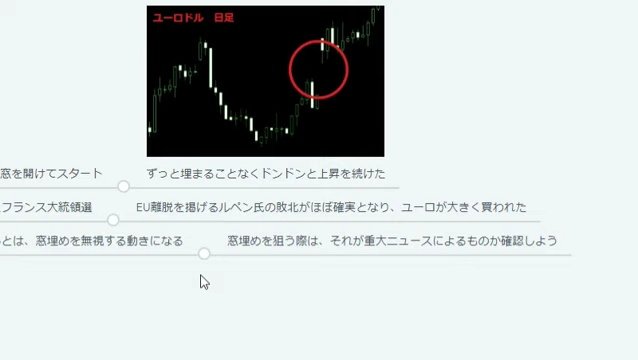 ユーロドル 日足
窓を開けてスタート ずっと埋まることなくドンドンと上昇を続けた
フランス大統領選 EU離脱を掲げるルペン氏の敗北がほぼ確実となり、ユーロが大きく買われた
とは、窓埋めを無視する動きになる 窓埋めを狙う際は、それが重大ニュースによるものか確認しよう